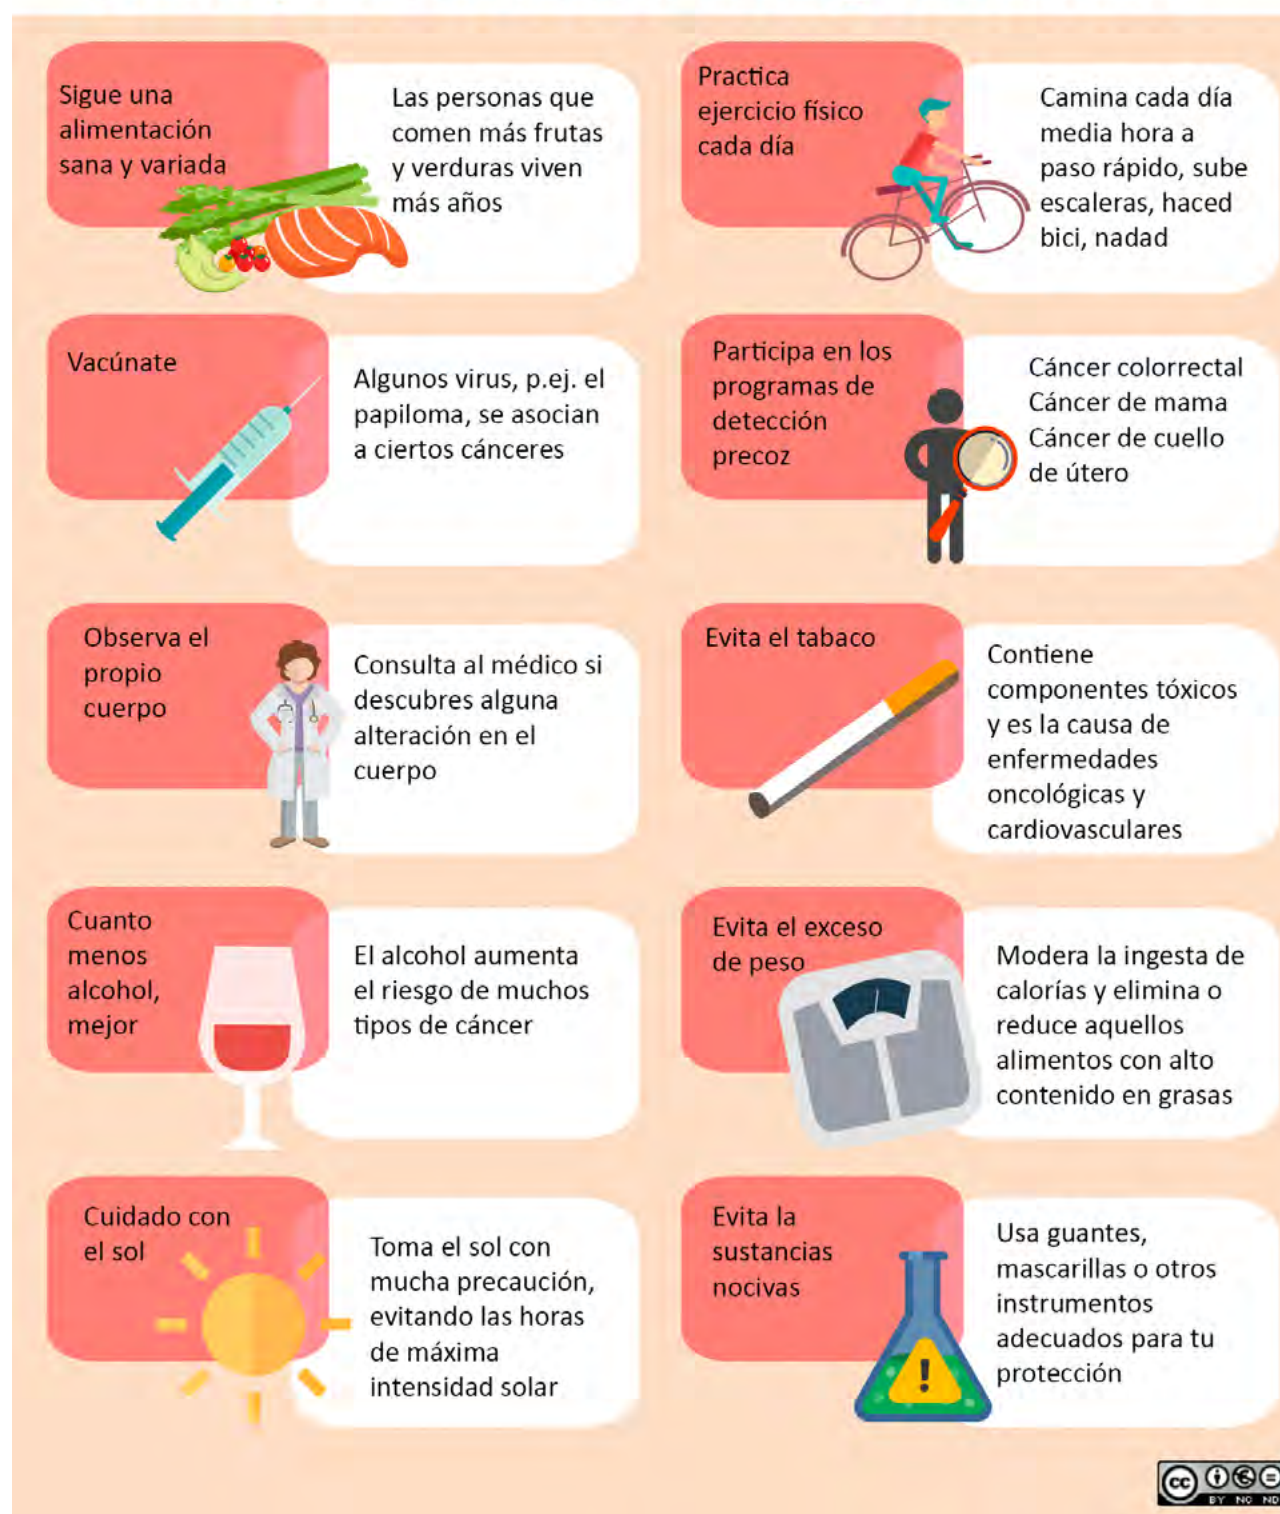 Sigue una
alimentación
sana y variada
Las personas que
comen más frutas
y verduras viven
más años
Practica
ejercicio físico
cada día
Camina cada día
media hora a
paso rápido, sube
escaleras, haced
bici, nadad
Vacúnate
Algunos virus, p.ej. el
papiloma, se asocian
a ciertos cánceres
Participa en los
programas de
detección
precoz
Cáncer colorrectal
Cáncer de mama
Cáncer de cuello
de útero
Observa el
propio
cuerpo
Consulta al médico si
descubres alguna
alteración en el
cuerpo
Evita el tabaco
Contiene
componentes tóxicos
y es la causa de
enfermedades
oncológicas y
cardiovasculares
Cuanto
menos
alcohol,
mejor
El alcohol aumenta
el riesgo de muchos
tipos de cáncer
Evita el exceso
de peso
Modera la ingesta de
calorías y elimina o
reduce aquellos
alimentos con alto
contenido en grasas
Cuidado con
el sol
Toma el sol con
mucha precaución,
evitando las horas
de máxima
intensidad solar
Evita la
sustancias
nocivas
Usa guantes,
mascarillas o otros
instrumentos
adecuados para tu
protección
!
cc
BY NC ND